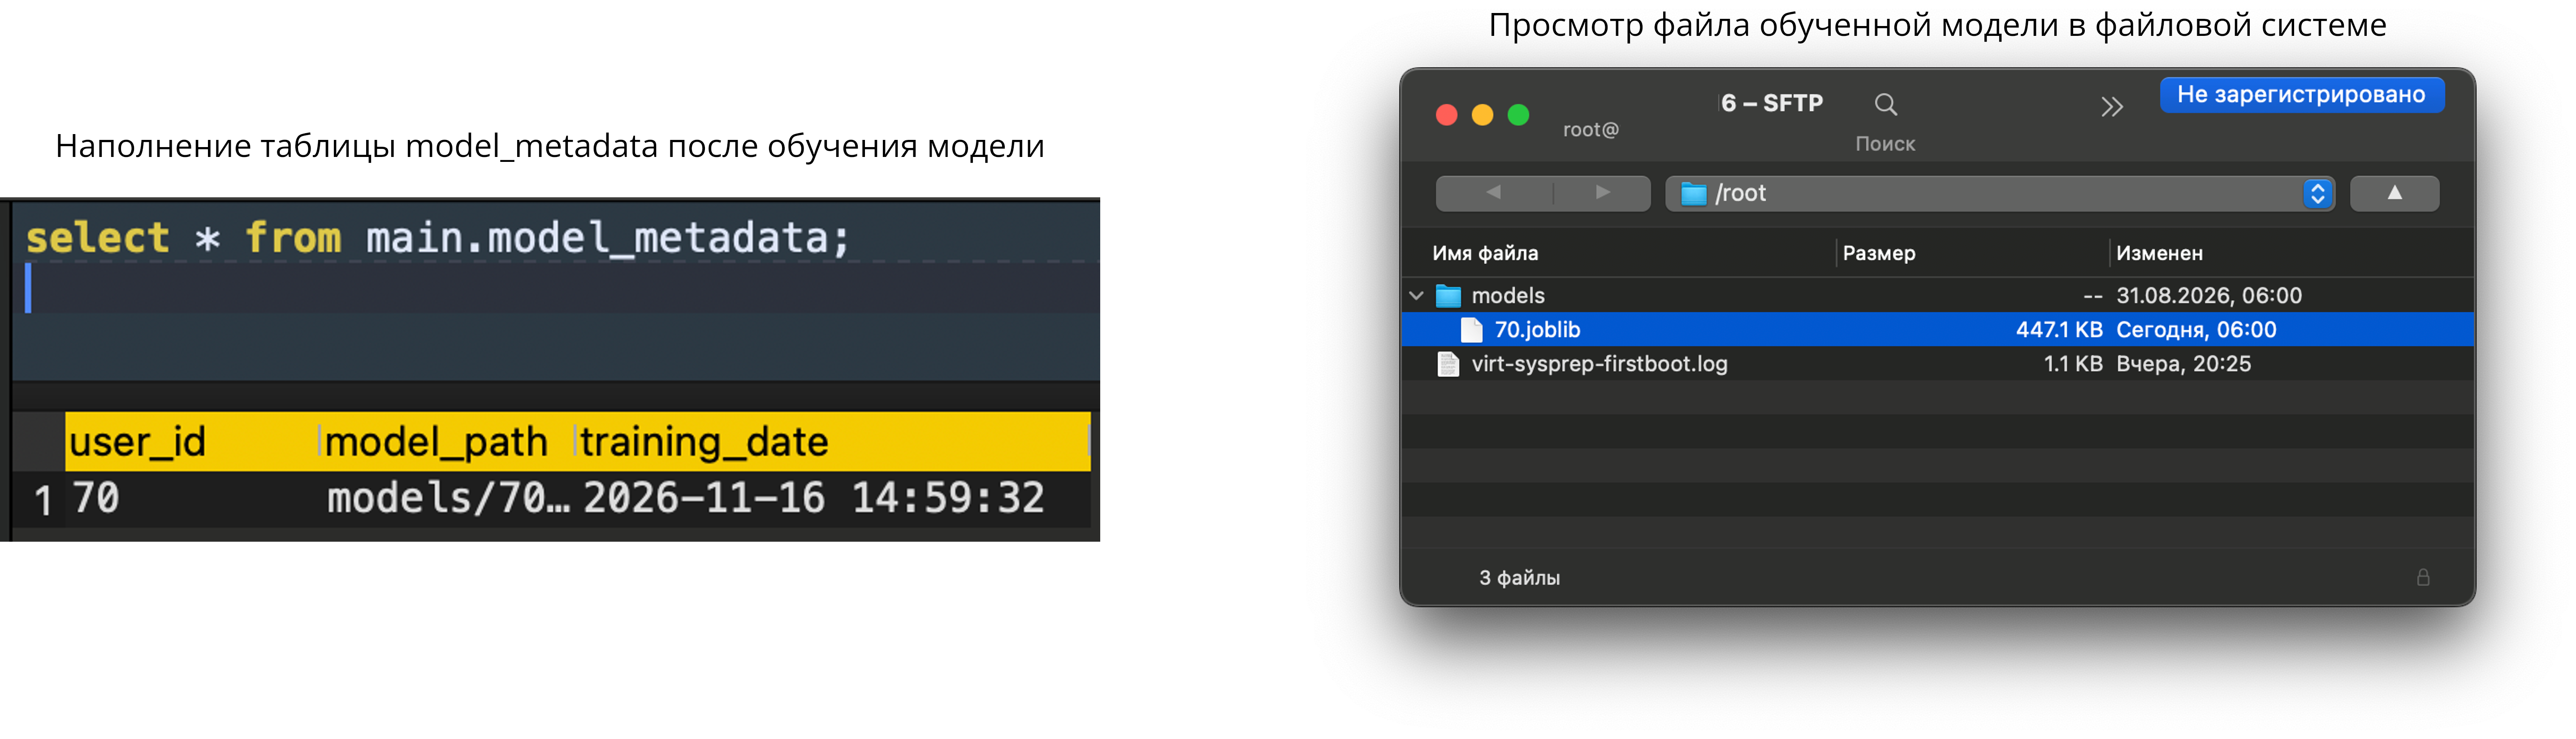 Наполнение таблицы model_metadata после обучения модели
select * from main.model_metadata;
user_id model_path training_date
1 70 models/70… 2026-11-16 14:59:32
Просмотр файла обученной модели в файловой системе
6 – SFTP
Не зарегистрировано
root@
Поиск
/root
Имя файла Размер Изменен
models -- 31.08.2026, 06:00
70.joblib 447.1 KB Сегодня, 06:00
virt-sysprep-firstboot.log 1.1 KB Вчера, 20:25
3 файлы